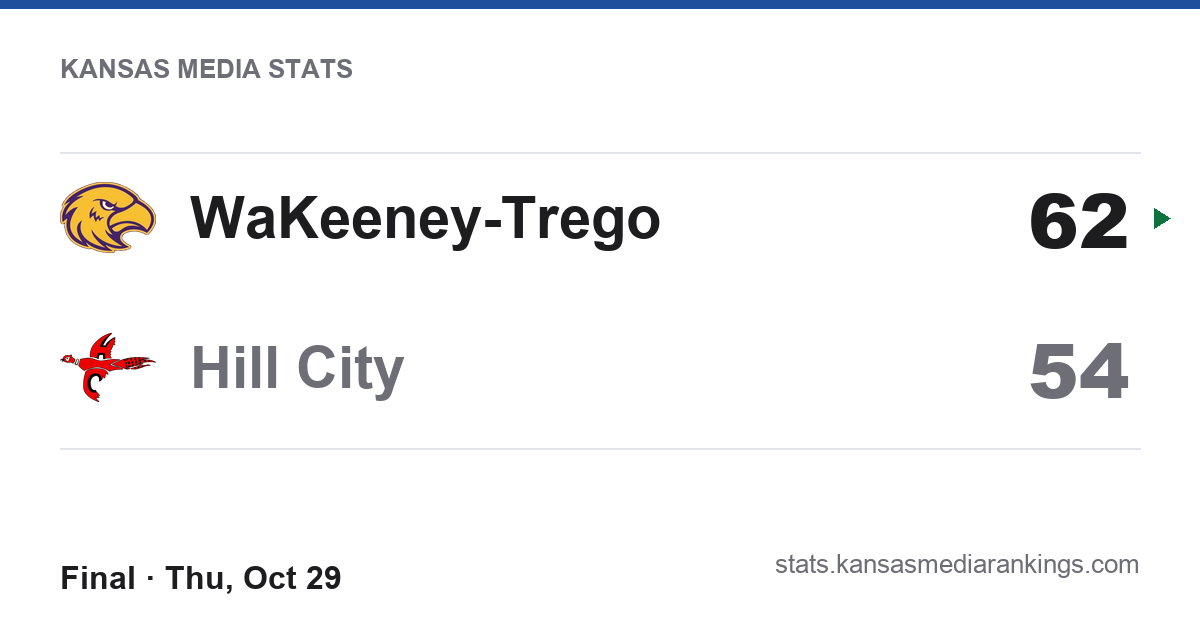 KANSAS MEDIA STATS
WaKeeney-Trego 62
Hill City 54
Final · Thu, Oct 29
stats.kansasmediarankings.com